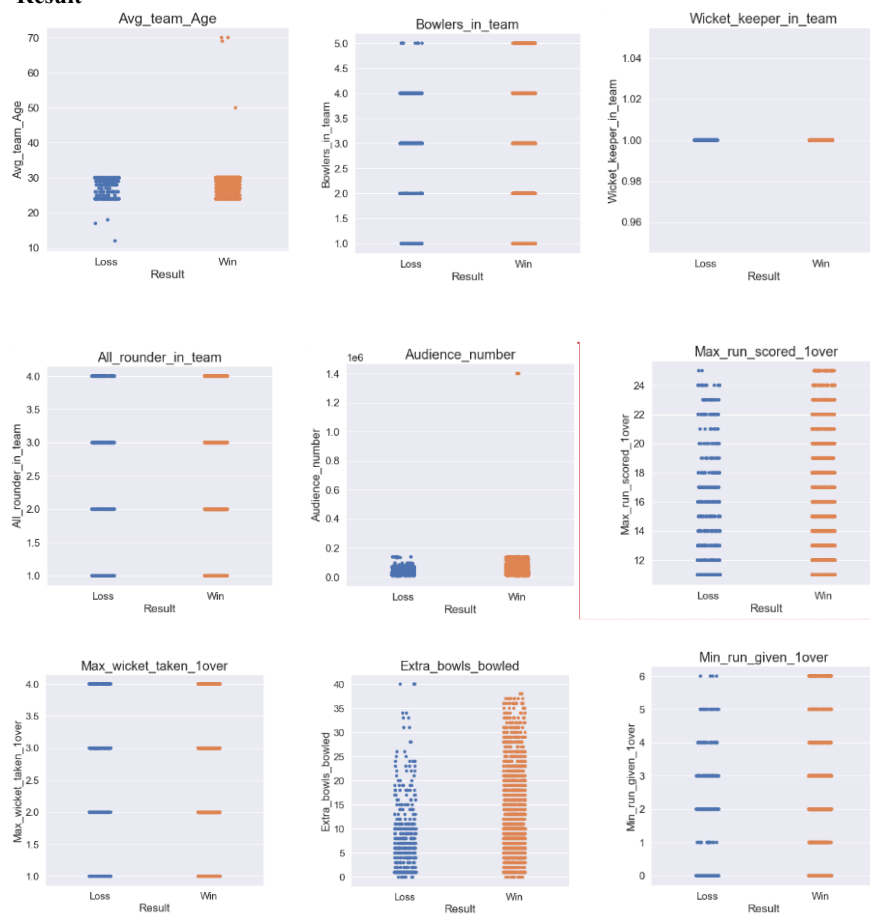 Result
Avg_team_Age
Avg_team_Age
70
60
50
40
30
20
10
Loss
Win
Result
Bowlers_in_team
Bowlers_in_team
5.0
4.5
4.0
3.5
3.0
2.5
2.0
1.5
1.0
Loss
Win
Result
Wicket_keeper_in_team
Wicket_keeper_in_team
1.04
1.02
1.00
0.98
0.96
Loss
Win
Result
All_rounder_in_team
All_rounder_in_team
4.0
3.5
3.0
2.5
2.0
1.5
1.0
Loss
Win
Result
Audience_number
1e6
Audience_number
1.4
1.2
1.0
0.8
0.6
0.4
0.2
0.0
Loss
Win
Result
Max_run_scored_1over
Max_run_scored_1over
24
22
20
18
16
14
12
Loss
Win
Result
Max_wicket_taken_1over
Max_wicket_taken_1over
4.0
3.5
3.0
2.5
2.0
1.5
1.0
Loss
Win
Result
Extra_bowls_bowled
Extra_bowls_bowled
40
35
30
25
20
15
10
5
0
Loss
Win
Result
Min_run_given_1over
Min_run_given_1over
6
5
4
3
2
1
0
Loss
Win
Result